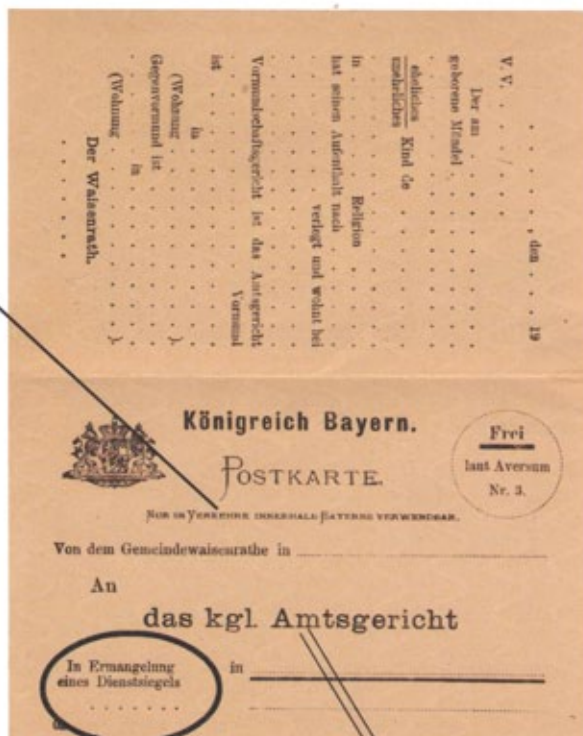 V. V. . . . . . . . . . , den . . . 19
Der am . . . . . . . . . . .
geborene Mündel . . . . . . . . .
. . . . . . . . . . . . . .
eheliches
uneheliches Kind de . . . . . . . .
. . . . . . . . . . . . . .
in . . . . . . Religion . . . . .
hat seinen Aufenthalt nach . . . . . .
. . . . . . verlegt und wohnt bei
. . . . . . . . . . . . . .
Vormundschaftsgericht ist das Amtsgericht
. . . . . . . . . . Vormund
ist . . . . . . . . . . . .
. . . . in . . . . . . . .
(Wohnung . . . . . . . . . ).
Gegenvormund ist . . . . . . . .
. . . . in . . . . . . . .
(Wohnung . . . . . . . . . ).
Der Waisenrath.
. . . . . . .
Königreich Bayern.
POSTKARTE.
NUR IM VERKEHRE INNERHALB BAYERNS VERWENDBAR.
Frei
laut Aversum
Nr. 3.
Von dem Gemeindewaisenrathe in
An
das kgl. Amtsgericht
In Ermangelung
eines Dienstsiegels
. . . . . . .
in